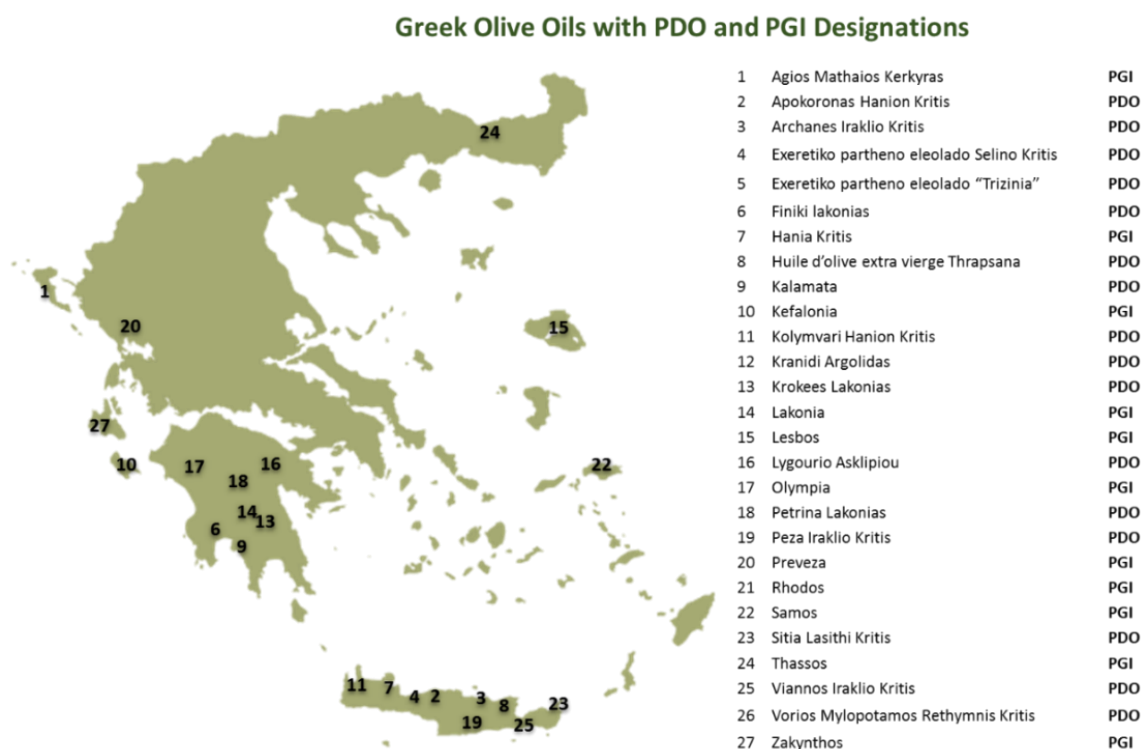 Greek Olive Oils with PDO and PGI Designations
1 Agios Mathaios Kerkyras PGI
2 Apokoronas Hanion Kritis PDO
3 Archanes Iraklio Kritis PDO
4 Exeretiko partheno eleolado Selino Kritis PDO
5 Exeretiko partheno eleolado “Trizinia” PDO
6 Finiki lakonias PDO
7 Hania Kritis PGI
8 Huile d’olive extra vierge Thrapsana PDO
9 Kalamata PDO
10 Kefalonia PGI
11 Kolymvari Hanion Kritis PDO
12 Kranidi Argolidas PDO
13 Krokees Lakonias PDO
14 Lakonia PGI
15 Lesbos PGI
16 Lygourio Asklipiou PDO
17 Olympia PGI
18 Petrina Lakonias PDO
19 Peza Iraklio Kritis PDO
20 Preveza PGI
21 Rhodos PGI
22 Samos PGI
23 Sitia Lasithi Kritis PDO
24 Thassos PGI
25 Viannos Iraklio Kritis PDO
26 Vorios Mylopotamos Rethymnis Kritis PDO
27 Zakynthos PGI
24
1
20
15
27
10
17
16
22
18
14
13
6
9
11
7
4
2
3
8
23
19
25